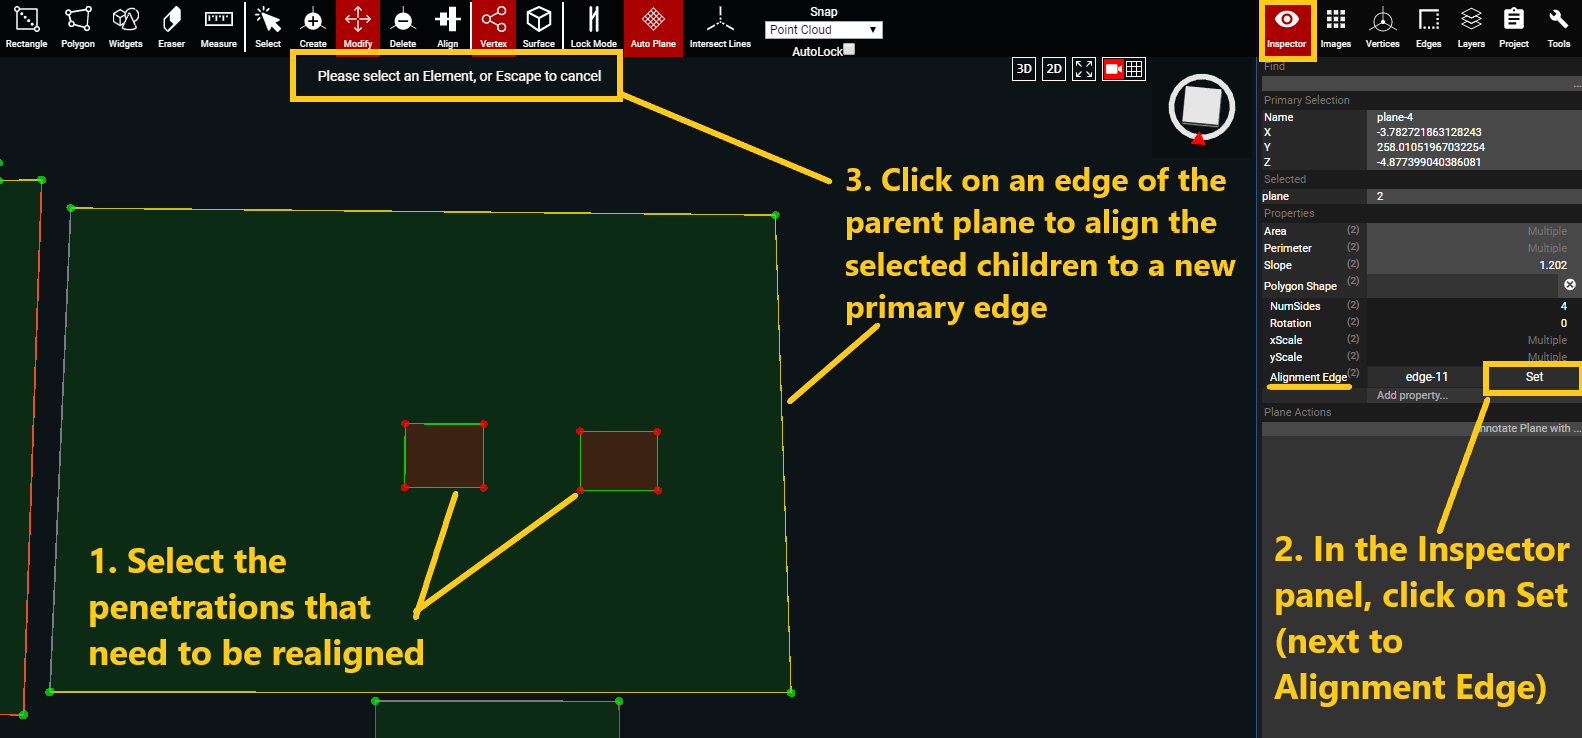 Rectangle Polygon Widgets Eraser Measure Select Create Modify Delete Align Vertex Surface Lock Mode Auto Plane Intersect Lines
Snap
Point Cloud
AutoLock
Inspector Images Vertices Edges Layers Project Tools
Please select an Element, or Escape to cancel
3D 2D
Find
...
Primary Selection
Name plane-4
X -3.782721863128243
Y 258.01051967032254
Z -4.877399040386081
Selected
plane 2
Properties
Area (2) Multiple
Perimeter (2) Multiple
Slope (2) 1.202
Polygon Shape (2)
NumSides (2) 4
Rotation (2) 0
xScale (2) Multiple
yScale (2) Multiple
Alignment Edge (2) edge-11 Set
Add property...
Plane Actions
nnotate Plane with ...
3. Click on an edge of the
parent plane to align the
selected children to a new
primary edge
1. Select the
penetrations that
need to be realigned
2. In the Inspector
panel, click on Set
(next to
Alignment Edge)